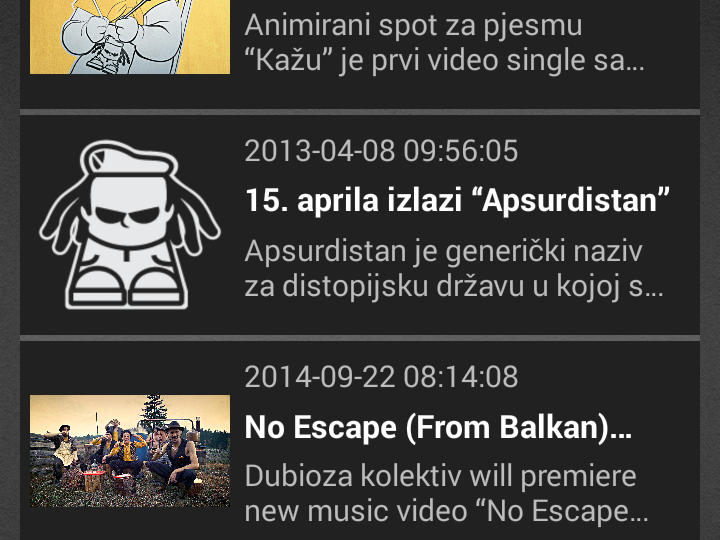 Animirani spot za pjesmu
“Kažu” je prvi video single sa...
2013-04-08 09:56:05
15. aprila izlazi “Apsurdistan”
Apsurdistan je generički naziv
za distopijsku državu u kojoj s...
2014-09-22 08:14:08
No Escape (From Balkan)...
Dubioza kolektiv will premiere
new music video “No Escape...